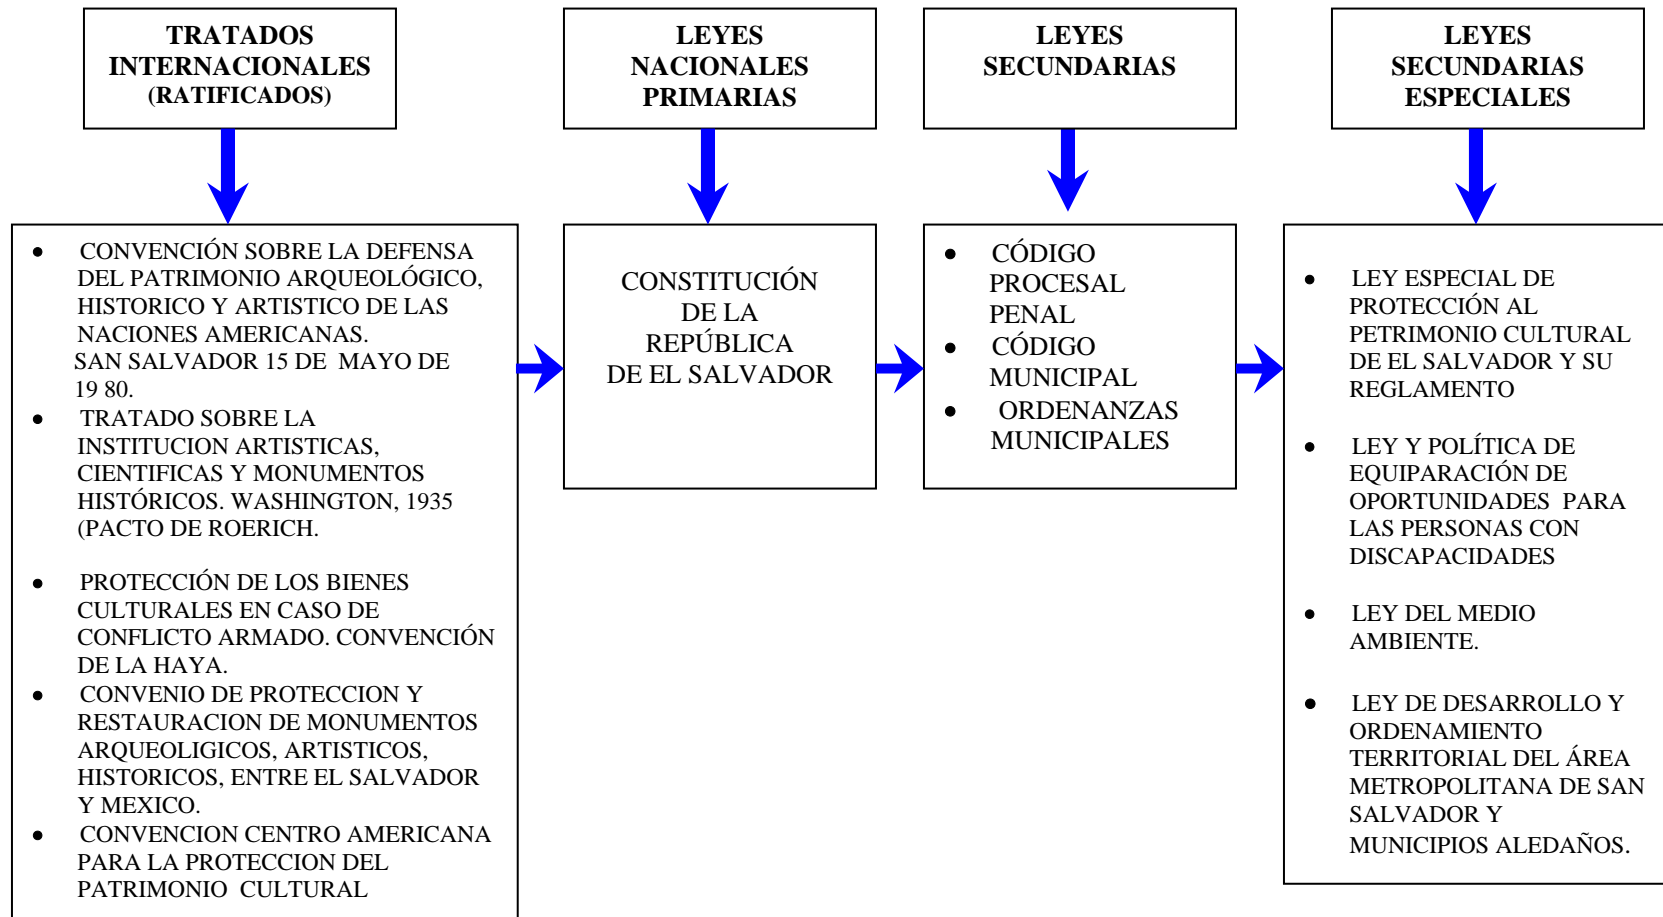 TRATADOS
INTERNACIONALES
(RATIFICADOS)
LEYES
NACIONALES
PRIMARIAS
LEYES
SECUNDARIAS
LEYES
SECUNDARIAS
ESPECIALES
• CONVENCIÓN SOBRE LA DEFENSA
DEL PATRIMONIO ARQUEOLÓGICO,
HISTORICO Y ARTISTICO DE LAS
NACIONES AMERICANAS.
SAN SALVADOR 15 DE MAYO DE
19 80.
• TRATADO SOBRE LA
INSTITUCION ARTISTICAS,
CIENTIFICAS Y MONUMENTOS
HISTÓRICOS. WASHINGTON, 1935
(PACTO DE ROERICH.
• PROTECCIÓN DE LOS BIENES
CULTURALES EN CASO DE
CONFLICTO ARMADO. CONVENCIÓN
DE LA HAYA.
• CONVENIO DE PROTECCION Y
RESTAURACION DE MONUMENTOS
ARQUEOLIGICOS, ARTISTICOS,
HISTORICOS, ENTRE EL SALVADOR
Y MEXICO.
• CONVENCION CENTRO AMERICANA
PARA LA PROTECCION DEL
PATRIMONIO CULTURAL
CONSTITUCIÓN
DE LA
REPÚBLICA
DE EL SALVADOR
• CÓDIGO
PROCESAL
PENAL
• CÓDIGO
MUNICIPAL
• ORDENANZAS
MUNICIPALES
• LEY ESPECIAL DE
PROTECCIÓN AL
PETRIMONIO CULTURAL
DE EL SALVADOR Y SU
REGLAMENTO
• LEY Y POLÍTICA DE
EQUIPARACIÓN DE
OPORTUNIDADES PARA
LAS PERSONAS CON
DISCAPACIDADES
• LEY DEL MEDIO
AMBIENTE.
• LEY DE DESARROLLO Y
ORDENAMIENTO
TERRITORIAL DEL ÁREA
METROPOLITANA DE SAN
SALVADOR Y
MUNICIPIOS ALEDAÑOS.